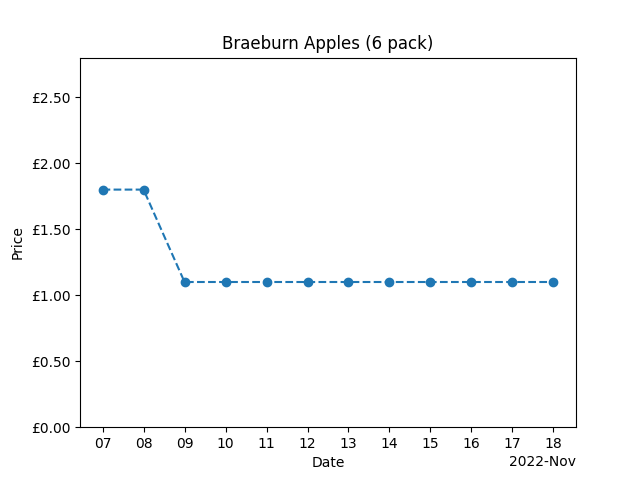 Braeburn Apples (6 pack)
£2.50
£2.00
£1.50
£1.00
£0.50
£0.00
Price
07 08 09 10 11 12 13 14 15 16 17 18
Date
2022-Nov